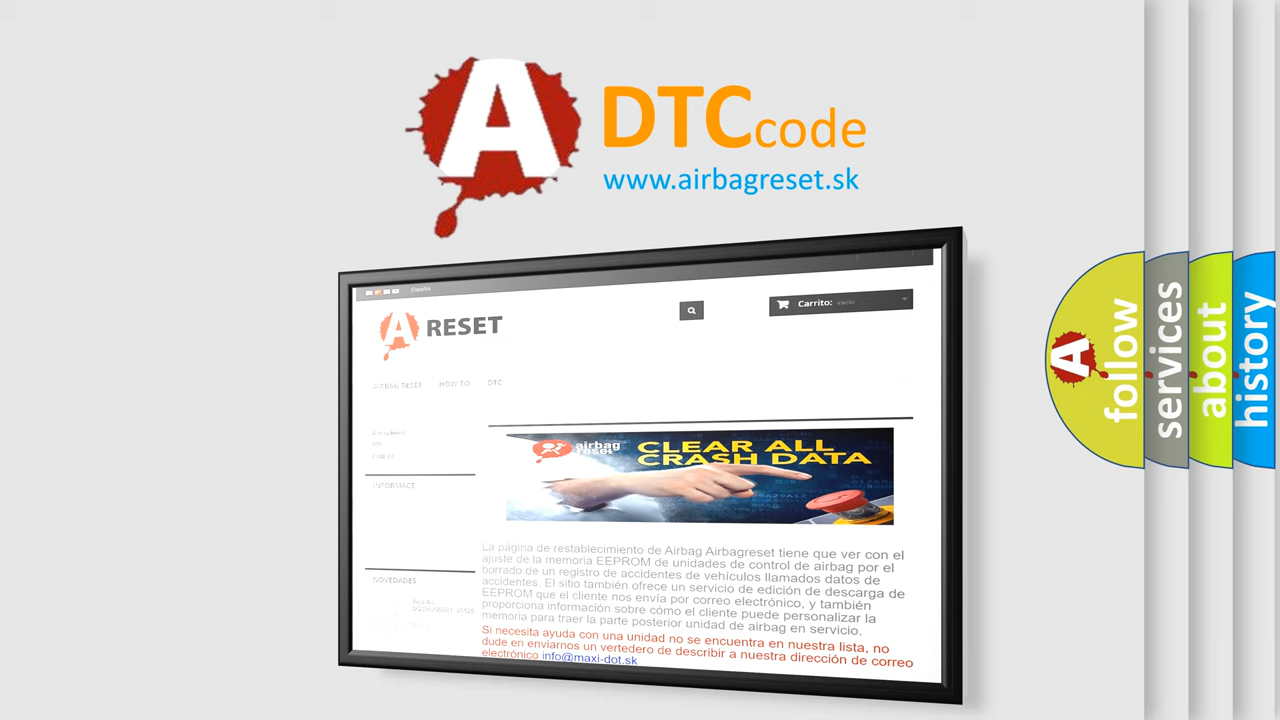 A
DTCcode
www.airbagreset.sk
Español
A RESET
Carrito: vacío
AIRBAG RESET HOW TO DTC
INFORMACE
airbag
reset
CLEAR ALL
CRASH DATA
La página de restablecimiento de Airbag Airbagreset tiene que ver con el
ajuste de la memoria EEPROM de unidades de control de airbag por el
borrado de un registro de accidentes de vehículos llamados datos de
accidentes. El sitio también ofrece un servicio de edición de descarga de
EEPROM que el cliente nos envía por correo electrónico, y también
proporciona información sobre cómo el cliente puede personalizar la
memoria para traer la parte posterior unidad de airbag en servicio.
Si necesita ayuda con una unidad no se encuentra en nuestra lista, no
dude en enviarnos un vertedero de describir a nuestra dirección de correo
electrónico info@maxi-dot.sk
NOVEDADES
A
follow
services
about
history